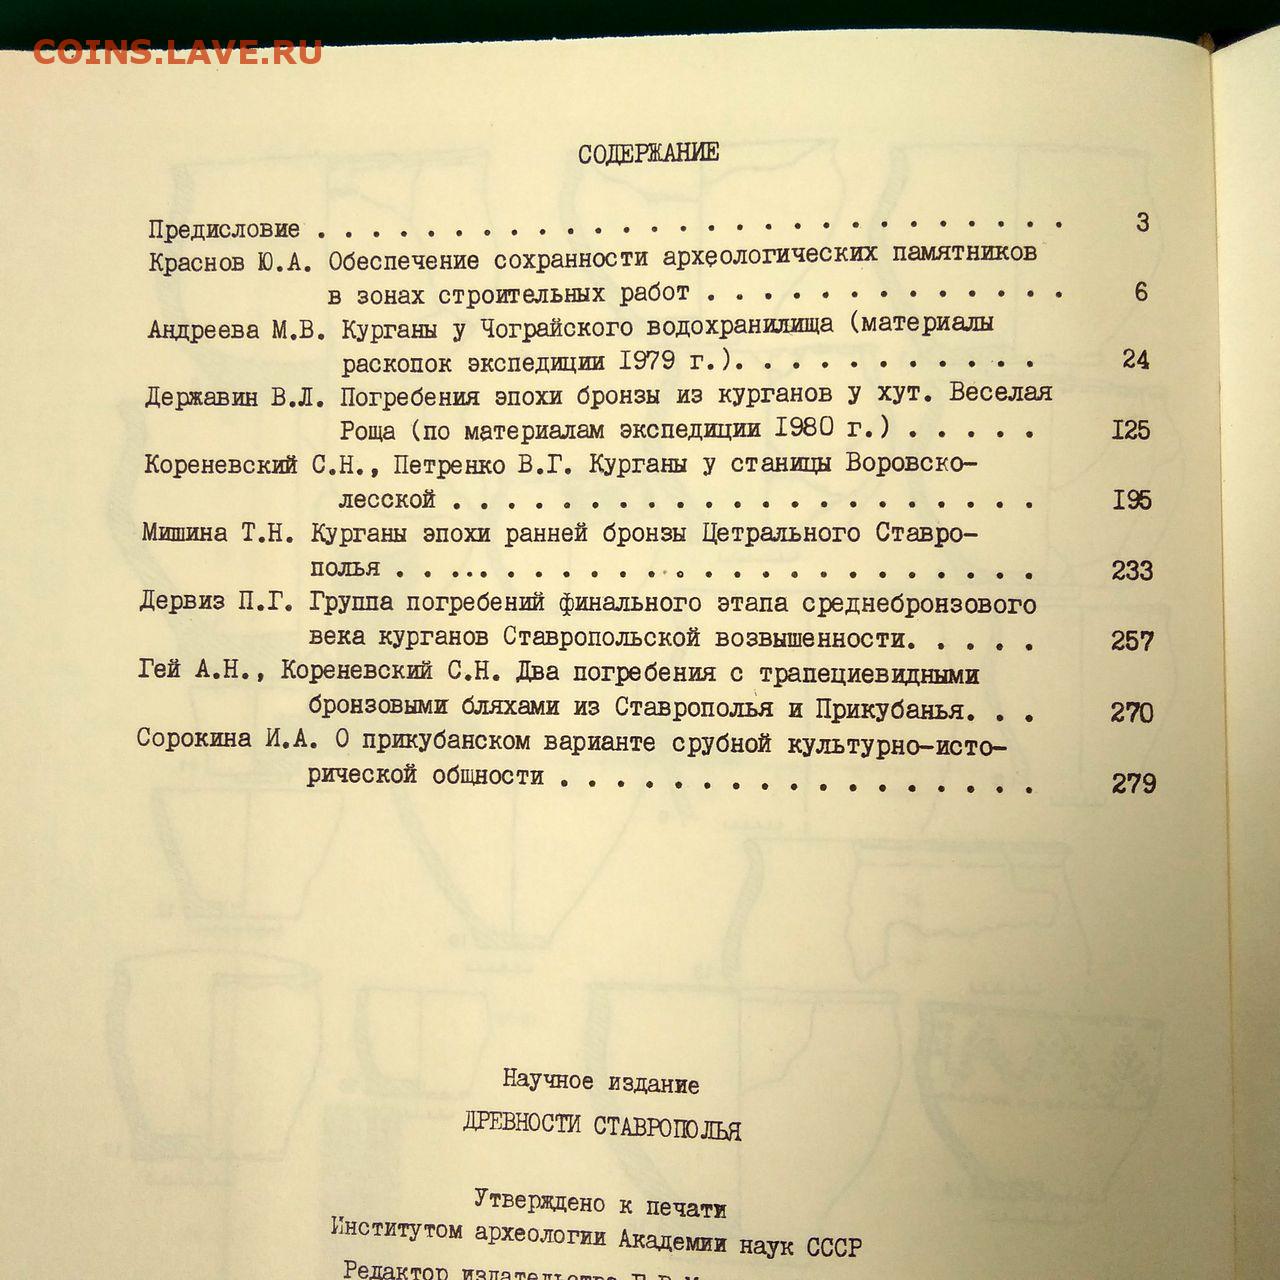 COINS.LAVE.RU
СОДЕРЖАНИЕ
Предисловие . . . . . . . . . . . . . . . . . . . . . . . . . . . 3
Краснов Ю.А. Обеспечение сохранности археологических памятников
в зонах строительных работ . . . . . . . . . . . . . 6
Андреева М.В. Курганы у Чограйского водохранилища (материалы
раскопок экспедиции 1979 г.). . . . . . . . . . . 24
Державин В.Л. Погребения эпохи бронзы из курганов у хут. Веселая
Роща (по материалам экспедиции 1980 г.) . . . . . 125
Кореневский С.Н., Петренко В.Г. Курганы у станицы Воровско-
лесской . . . . . . . . . . . . . . . . . . . . . 195
Мишина Т.Н. Курганы эпохи ранней бронзы Цетрального Ставро-
полья . . . . . . . . . . . . . . . . . . . . . . . 233
Дервиз П.Г. Группа погребений финального этапа среднебронзового
века курганов Ставропольской возвышенности. . . . . 257
Гей А.Н., Кореневский С.Н. Два погребения с трапециевидными
бронзовыми бляхами из Ставрополья и Прикубанья. . . 270
Сорокина И.А. О прикубанском варианте срубной культурно-исто-
рической общности . . . . . . . . . . . . . . . . . 279
Научное издание
ДРЕВНОСТИ СТАВРОПОЛЬЯ
Утверждено к печати
Институтом археологии Академии наук СССР
Редактор издательства